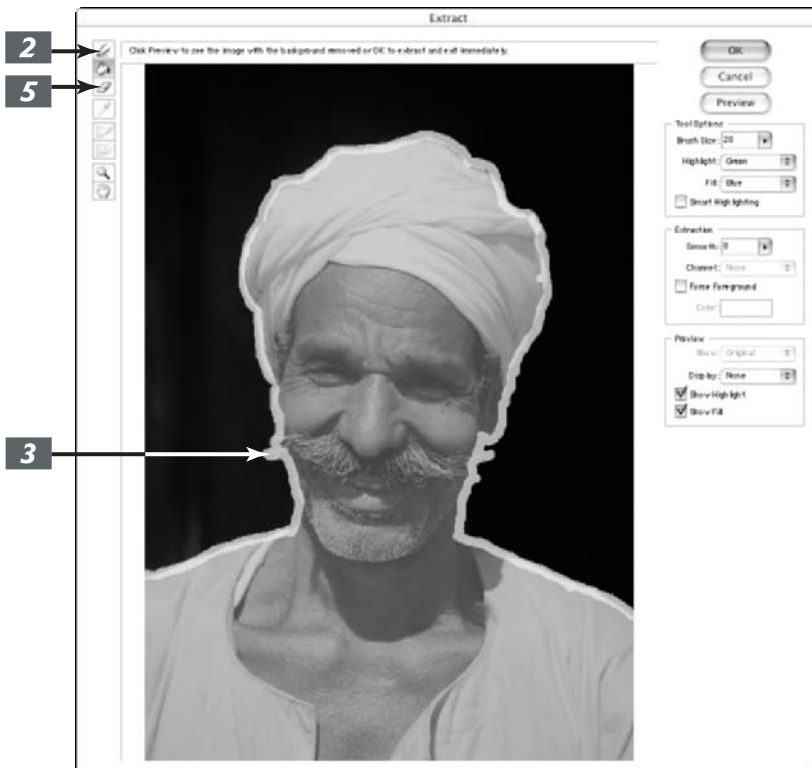 Extract
2
Click Preview to see the image with the background removed or OK to extract and exit immediately.
5
OK
Cancel
Preview
Tool Options
Brush Size: 20
Highlight: Green
Fill: Blue
Smart Highlighting
Extraction
Smooth: 0
Channel: None
Force Foreground
Color:
Preview
Show: Original
Display: None
Show Highlight
Show Fill
3